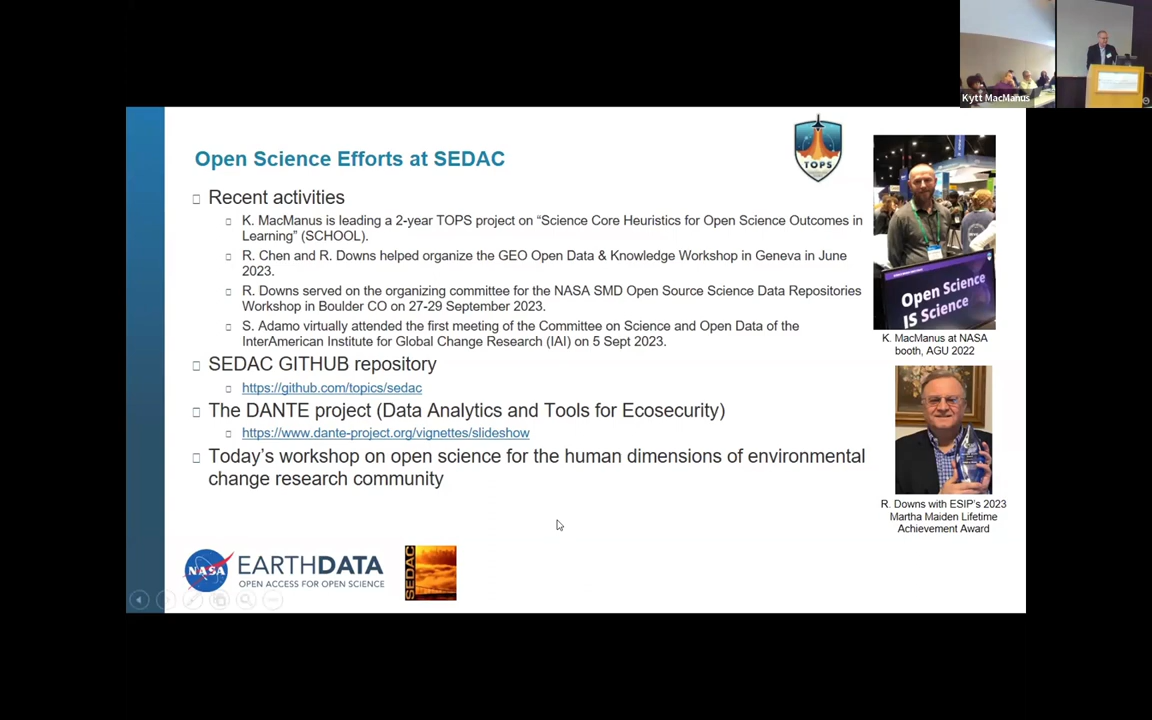 Kytt MacManus
Open Science Efforts at SEDAC
TOPS
Recent activities
K. MacManus is leading a 2-year TOPS project on “Science Core Heuristics for Open Science Outcomes in
Learning” (SCHOOL).
R. Chen and R. Downs helped organize the GEO Open Data & Knowledge Workshop in Geneva in June
2023.
R. Downs served on the organizing committee for the NASA SMD Open Source Science Data Repositories
Workshop in Boulder CO on 27-29 September 2023.
S. Adamo virtually attended the first meeting of the Committee on Science and Open Data of the
InterAmerican Institute for Global Change Research (IAI) on 5 Sept 2023.
SEDAC GITHUB repository
https://github.com/topics/sedac
The DANTE project (Data Analytics and Tools for Ecosecurity)
https://www.dante-project.org/vignettes/slideshow
Today’s workshop on open science for the human dimensions of environmental
change research community
Open Science
IS Science
K. MacManus at NASA
booth, AGU 2022
R. Downs with ESIP’s 2023
Martha Maiden Lifetime
Achievement Award
NASA
EARTHDATA
OPEN ACCESS FOR OPEN SCIENCE
SEDAC